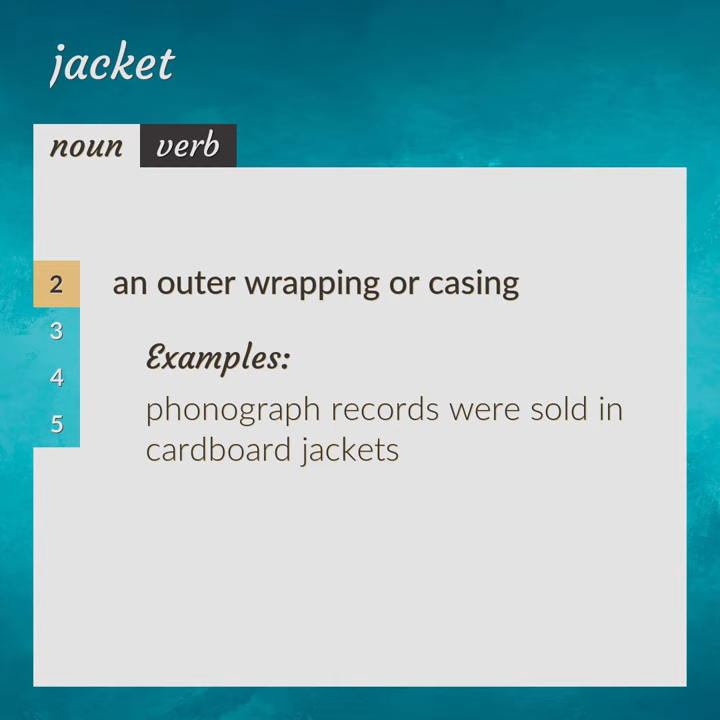 jacket
noun verb
2 an outer wrapping or casing
3
Examples:
4
phonograph records were sold in
5
cardboard jackets